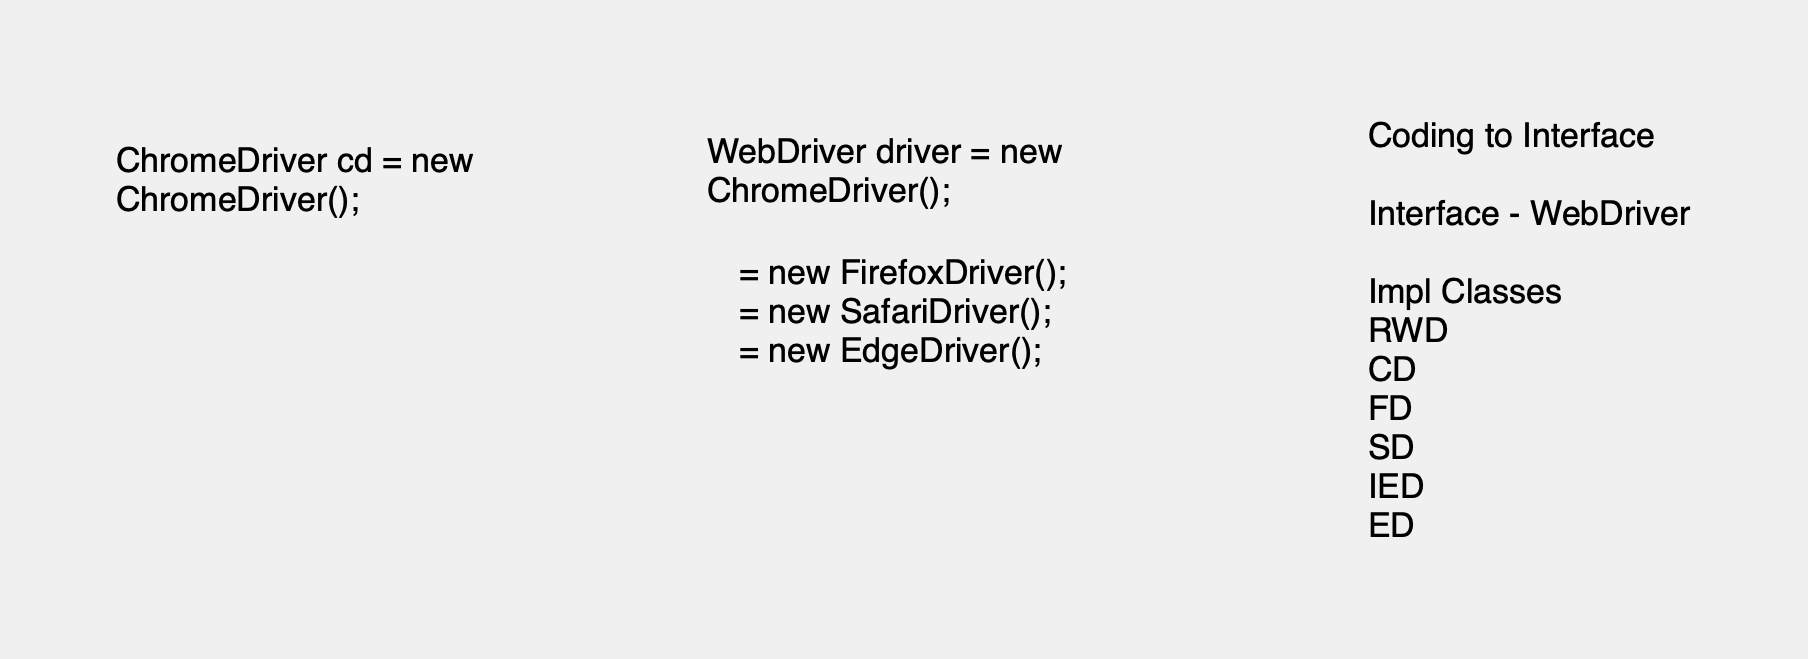 ChromeDriver cd = new
ChromeDriver();
WebDriver driver = new
ChromeDriver();
= new FirefoxDriver();
= new SafariDriver();
= new EdgeDriver();
Coding to Interface
Interface - WebDriver
Impl Classes
RWD
CD
FD
SD
IED
ED